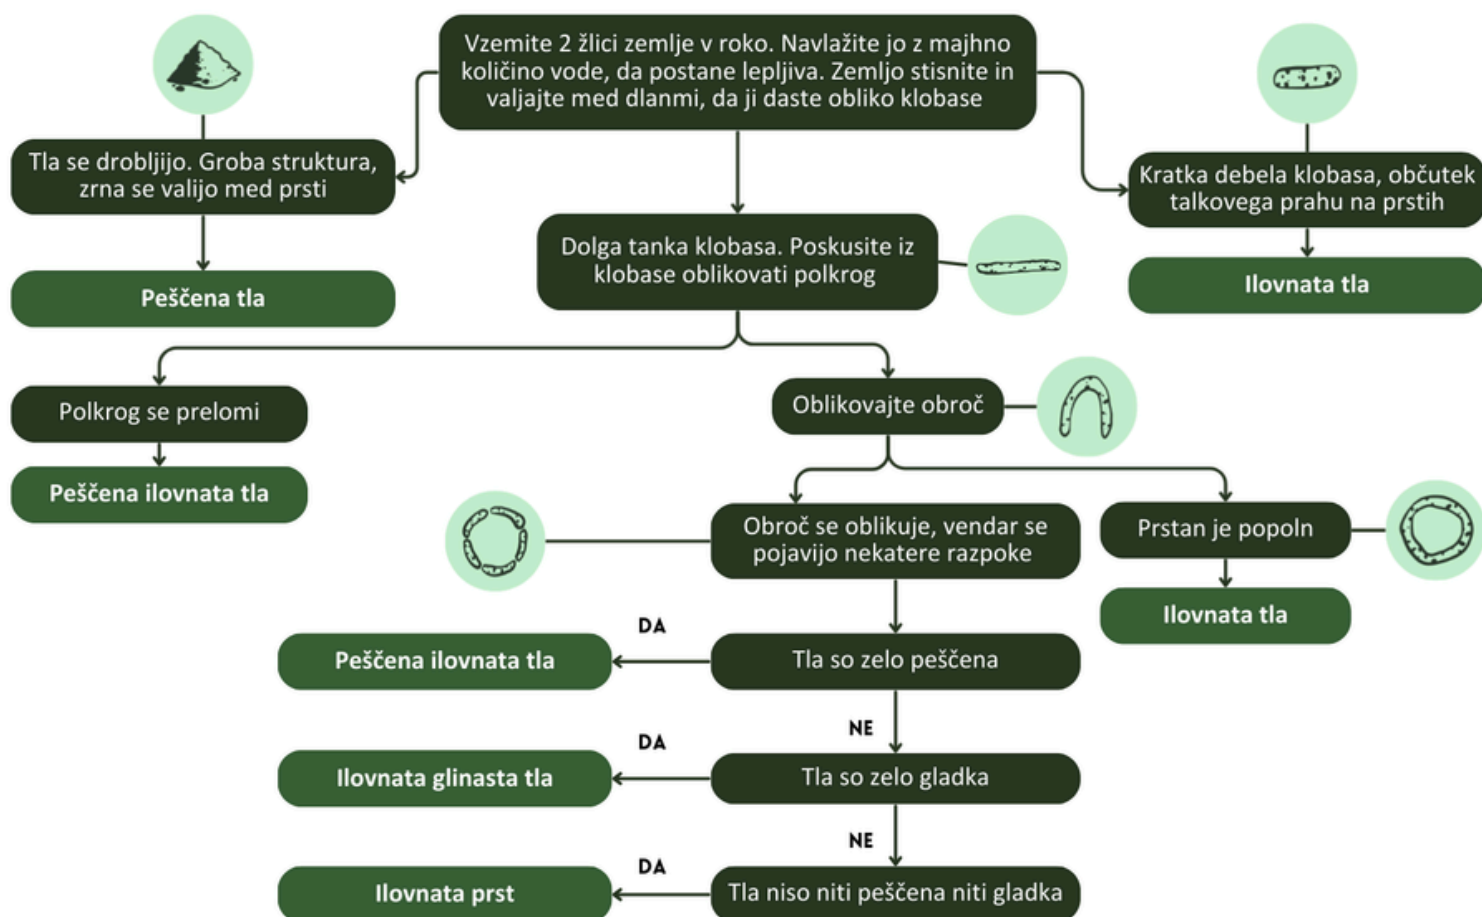 Vzemite 2 žlici zemlje v roko. Navlažite jo z majhno
količino vode, da postane lepljiva. Zemljo stisnite in
valjajte med dlanmi, da ji daste obliko klobase
Tla se drobljijo. Groba struktura,
zrna se valijo med prsti
Peščena tla
Kratka debela klobasa, občutek
talkovega prahu na prstih
Ilovnata tla
Dolga tanka klobasa. Poskusite iz
klobase oblikovati polkrog
Polkrog se prelomi
Peščena ilovnata tla
Oblikovajte obroč
Obroč se oblikuje, vendar se
pojavijo nekatere razpoke
Prstan je popoln
Ilovnata tla
Tla so zelo peščena
DA
Peščena ilovnata tla
NE
Tla so zelo gladka
DA
Ilovnata glinasta tla
NE
Tla niso niti peščena niti gladka
DA
Ilovnata prst